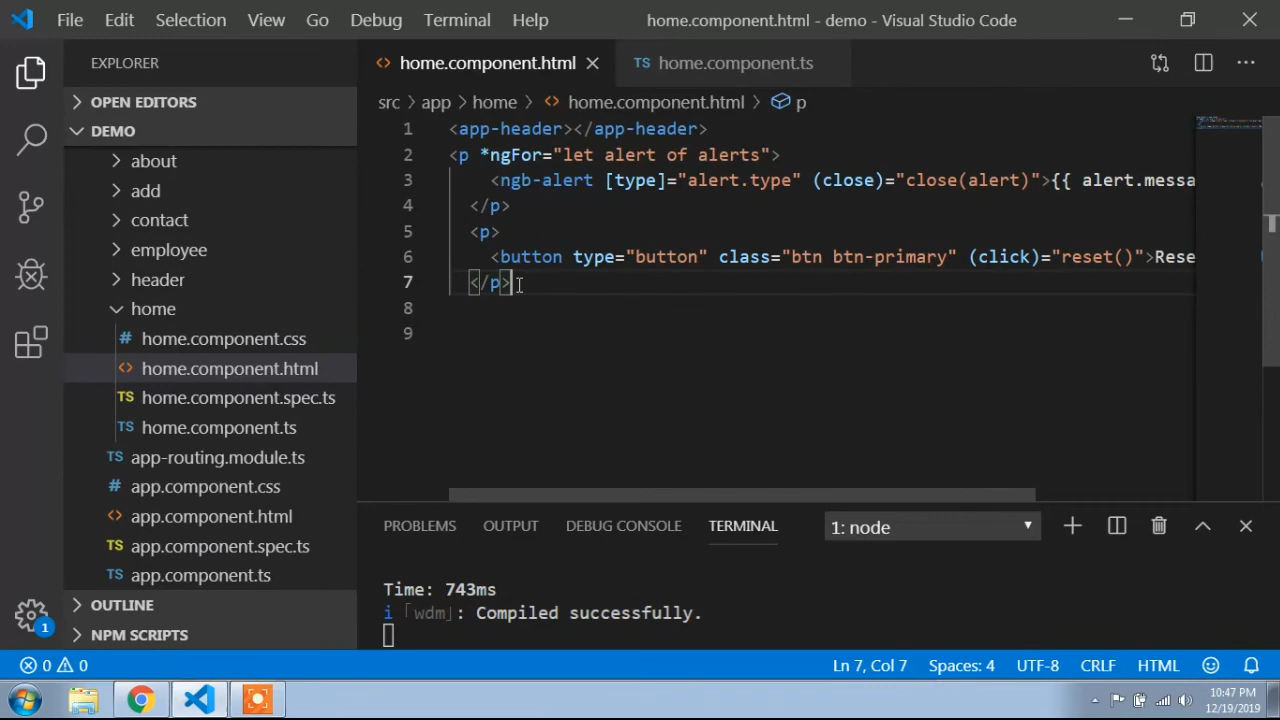 File Edit Selection View Go Debug Terminal Help home.component.html - demo - Visual Studio Code
EXPLORER
home.component.html
TS home.component.ts
OPEN EDITORS
DEMO
about
add
contact
employee
header
home
# home.component.css
<> home.component.html
TS home.component.spec.ts
TS home.component.ts
TS app-routing.module.ts
# app.component.css
<> app.component.html
TS app.component.spec.ts
TS app.component.ts
OUTLINE
NPM SCRIPTS
src > app > home > <> home.component.html > p
1 <app-header></app-header>
2 <p *ngFor="let alert of alerts">
3 <ngb-alert [type]="alert.type" (close)="close(alert)">{{ alert.messa
4 </p>
5 <p>
6 <button type="button" class="btn btn-primary" (click)="reset()">Rese
7 </p>
8
9
PROBLEMS OUTPUT DEBUG CONSOLE TERMINAL 1: node
Time: 743ms
i 「wdm」: Compiled successfully.
1
0 0 Ln 7, Col 7 Spaces: 4 UTF-8 CRLF HTML
10:47 PM
12/19/2019